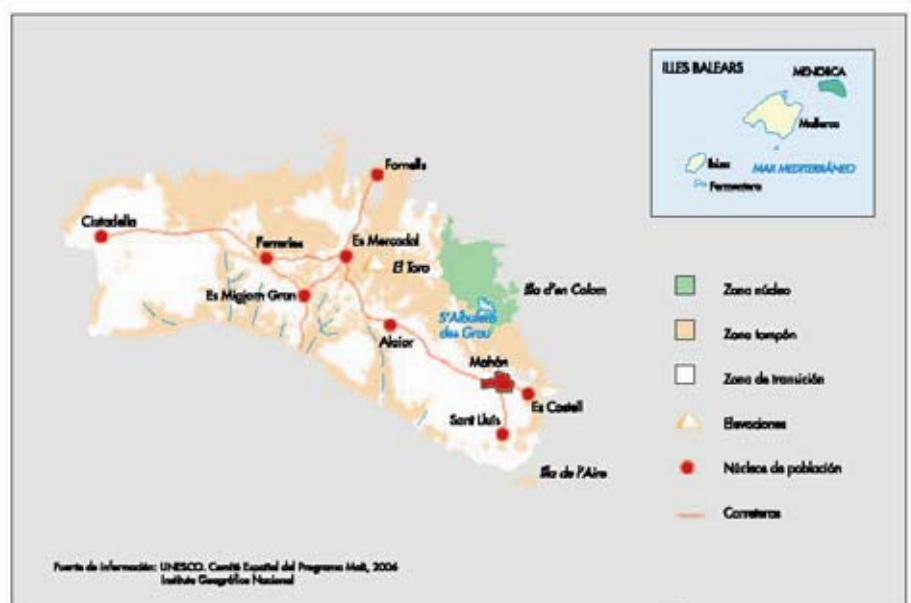 ILLES BALEARS
MENORCA
Mallorca
Ibiza
MAR MEDITERRÁNEO
Formentera
Fornells
Ciutadella
Ferreries
Es Mercadal
El Toro
Es Migjorn Gran
Illa d'en Colom
S'Albufera
des Grau
Alaior
Mahón
Es Castell
Sant Lluís
Illa de l'Aire
Zona núcleo
Zona tampón
Zona de transición
Elevaciones
Núcleos de población
Carreteras
Fuente de información: UNESCO. Comité Español del Programa MaB, 2006
Instituto Geográfico Nacional